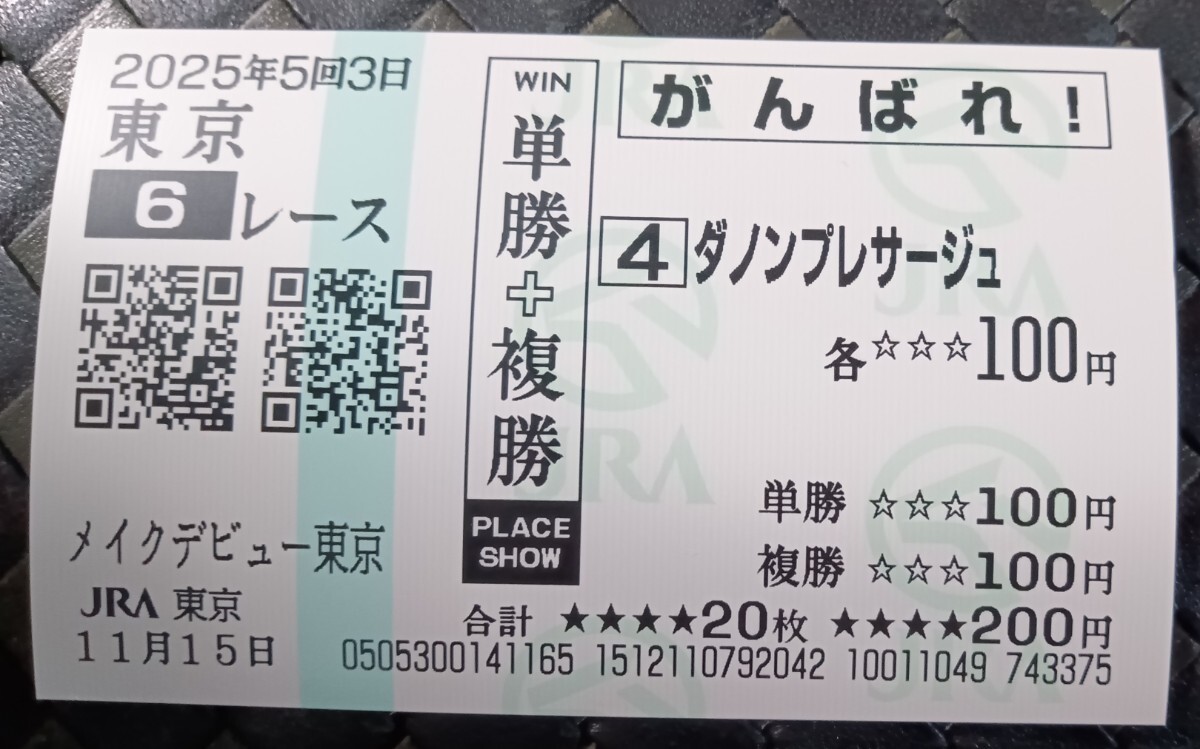 2025年5回3日
東京
6レース
メイクデビュー東京
JRA 東京
11月15日
WIN
単勝+複勝
PLACE
SHOW
がんばれ!
4 ダノンプレサージュ
各☆☆☆100円
単勝 ☆☆☆100円
複勝 ☆☆☆100円
合計 ★★★★20枚 ★★★★200円
0505300141165 1512110792042 10011049 743375